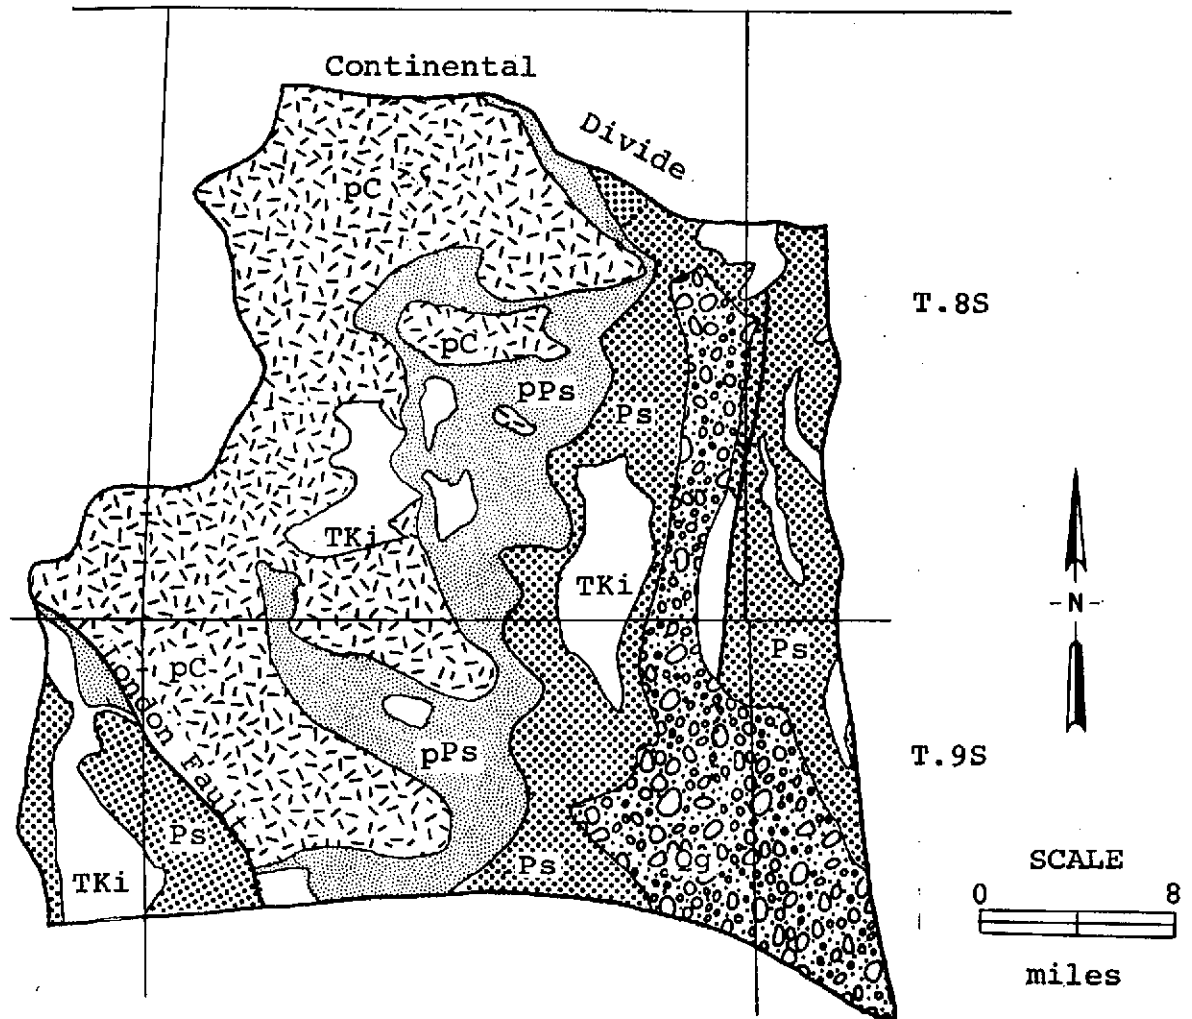 Continental
Divide
pC
T.8S
pC
pPs
Ps
TKi
TKi
-N-
Ps
pC
London Fault
pPs
T.9S
Ps
Ps
Qg
TKi
SCALE
0 8
miles